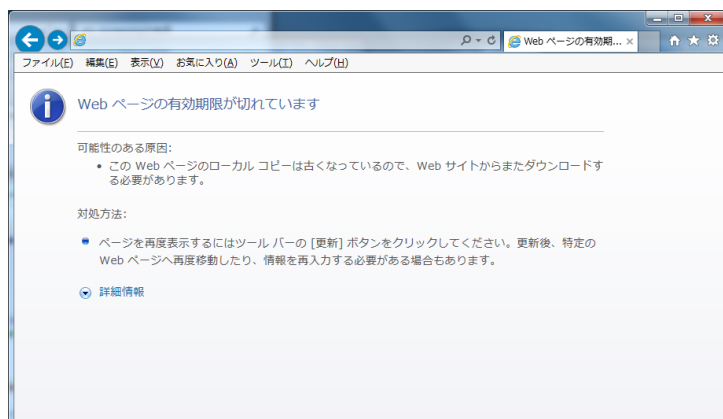 Web ページの有効期... ×
ファイル(F) 編集(E) 表示(V) お気に入り(A) ツール(T) ヘルプ(H)
Web ページの有効期限が切れています
可能性のある原因:
• この Web ページのローカル コピーは古くなっているので、Web サイトからまたダウンロードす
る必要があります。
対処方法:
ページを再度表示するにはツール バーの [更新] ボタンをクリックしてください。更新後、特定の
Web ページへ再度移動したり、情報を再入力する必要がある場合もあります。
詳細情報